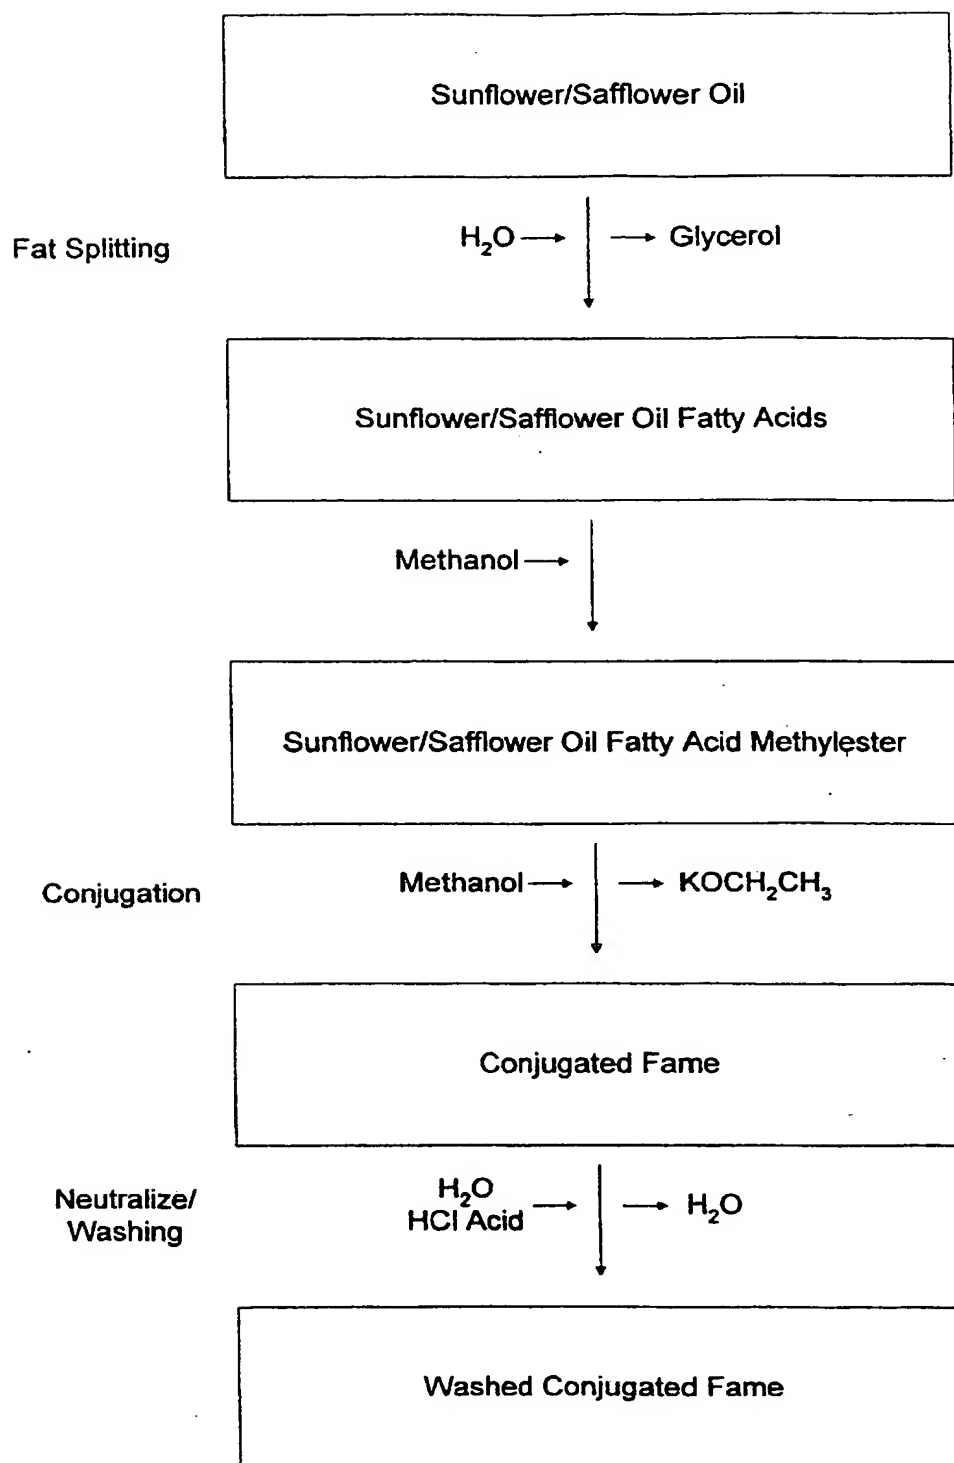 Sunflower/Safflower Oil
Fat Splitting
H₂O → → Glycerol
Sunflower/Safflower Oil Fatty Acids
Methanol →
Sunflower/Safflower Oil Fatty Acid Methylester
Conjugation
Methanol → → KOCH₂CH₃
Conjugated Fame
Neutralize/
Washing
H₂O
HCl Acid → → H₂O
Washed Conjugated Fame